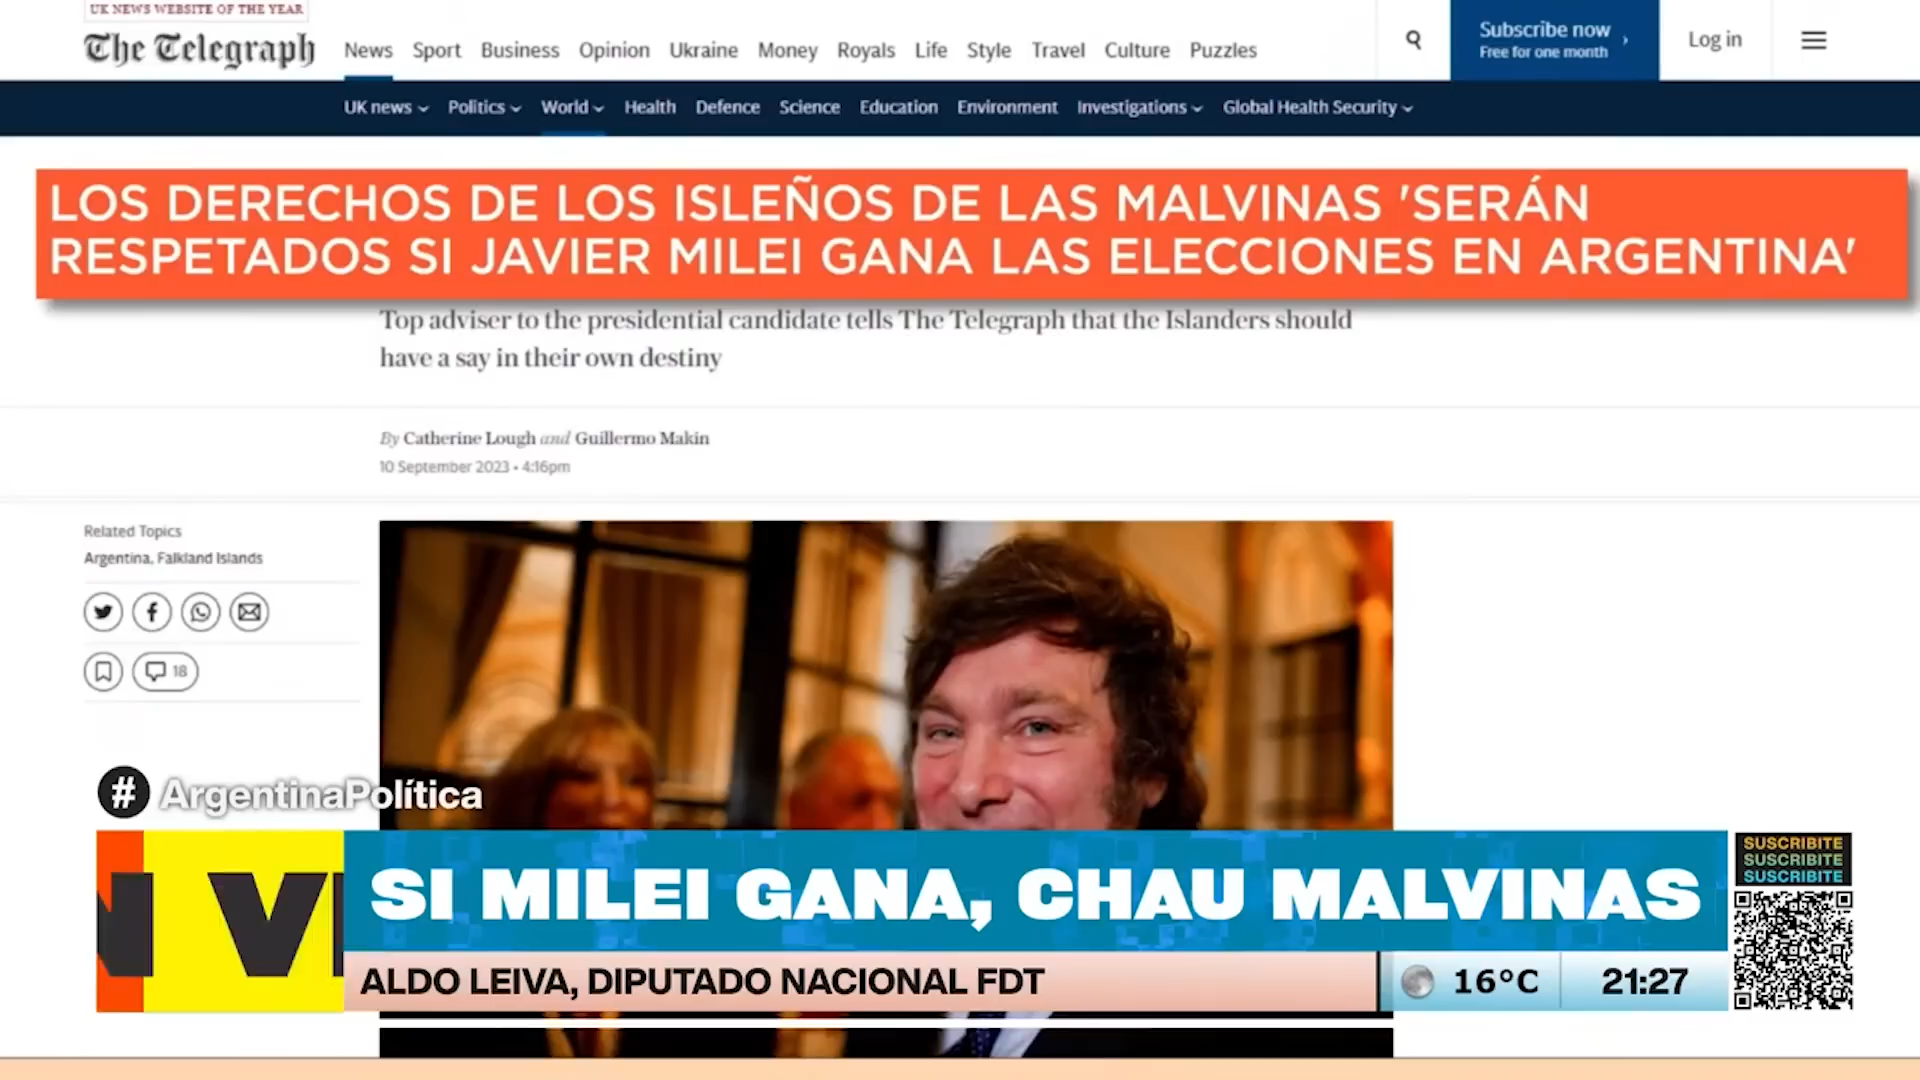 UK NEWS WEBSITE OF THE YEAR
The Telegraph
News Sport Business Opinion Ukraine Money Royals Life Style Travel Culture Puzzles
Subscribe now
Free for one month
Log in
UK news Politics World Health Defence Science Education Environment Investigations Global Health Security
LOS DERECHOS DE LOS ISLEÑOS DE LAS MALVINAS 'SERÁN
RESPETADOS SI JAVIER MILEI GANA LAS ELECCIONES EN ARGENTINA'
Top adviser to the presidential candidate tells The Telegraph that the Islanders should
have a say in their own destiny
By Catherine Lough and Guillermo Makin
10 September 2023 • 4:16pm
Related Topics
Argentina, Falkland Islands
18
# ArgentinaPolítica
SI MILEI GANA, CHAU MALVINAS
ALDO LEIVA, DIPUTADO NACIONAL FDT
16°C
21:27
SUSCRIBITE
SUSCRIBITE
SUSCRIBITE